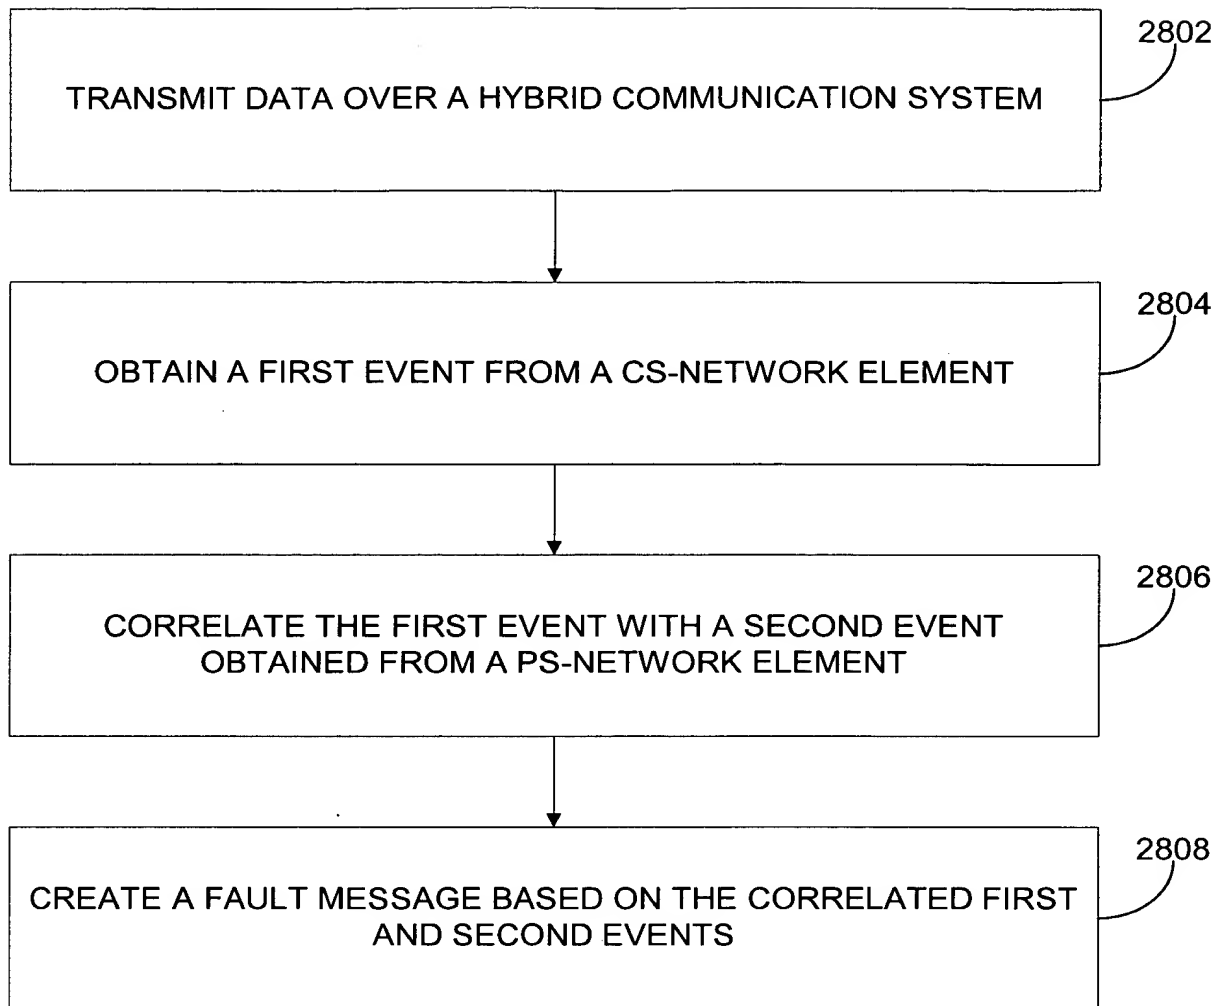 2802
TRANSMIT DATA OVER A HYBRID COMMUNICATION SYSTEM
2804
OBTAIN A FIRST EVENT FROM A CS-NETWORK ELEMENT
2806
CORRELATE THE FIRST EVENT WITH A SECOND EVENT
OBTAINED FROM A PS-NETWORK ELEMENT
2808
CREATE A FAULT MESSAGE BASED ON THE CORRELATED FIRST
AND SECOND EVENTS